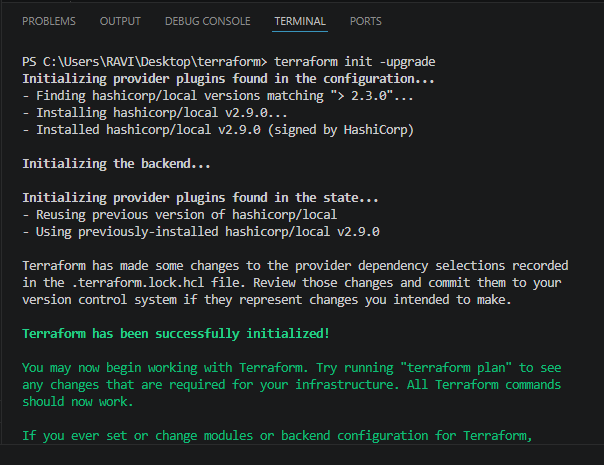 PROBLEMS OUTPUT DEBUG CONSOLE TERMINAL PORTS
PS C:\Users\RAVI\Desktop\terraform> terraform init -upgrade
Initializing provider plugins found in the configuration...
- Finding hashicorp/local versions matching "> 2.3.0"...
- Installing hashicorp/local v2.9.0...
- Installed hashicorp/local v2.9.0 (signed by HashiCorp)
Initializing the backend...
Initializing provider plugins found in the state...
- Reusing previous version of hashicorp/local
- Using previously-installed hashicorp/local v2.9.0
Terraform has made some changes to the provider dependency selections recorded
in the .terraform.lock.hcl file. Review those changes and commit them to your
version control system if they represent changes you intended to make.
Terraform has been successfully initialized!
You may now begin working with Terraform. Try running "terraform plan" to see
any changes that are required for your infrastructure. All Terraform commands
should now work.
If you ever set or change modules or backend configuration for Terraform,